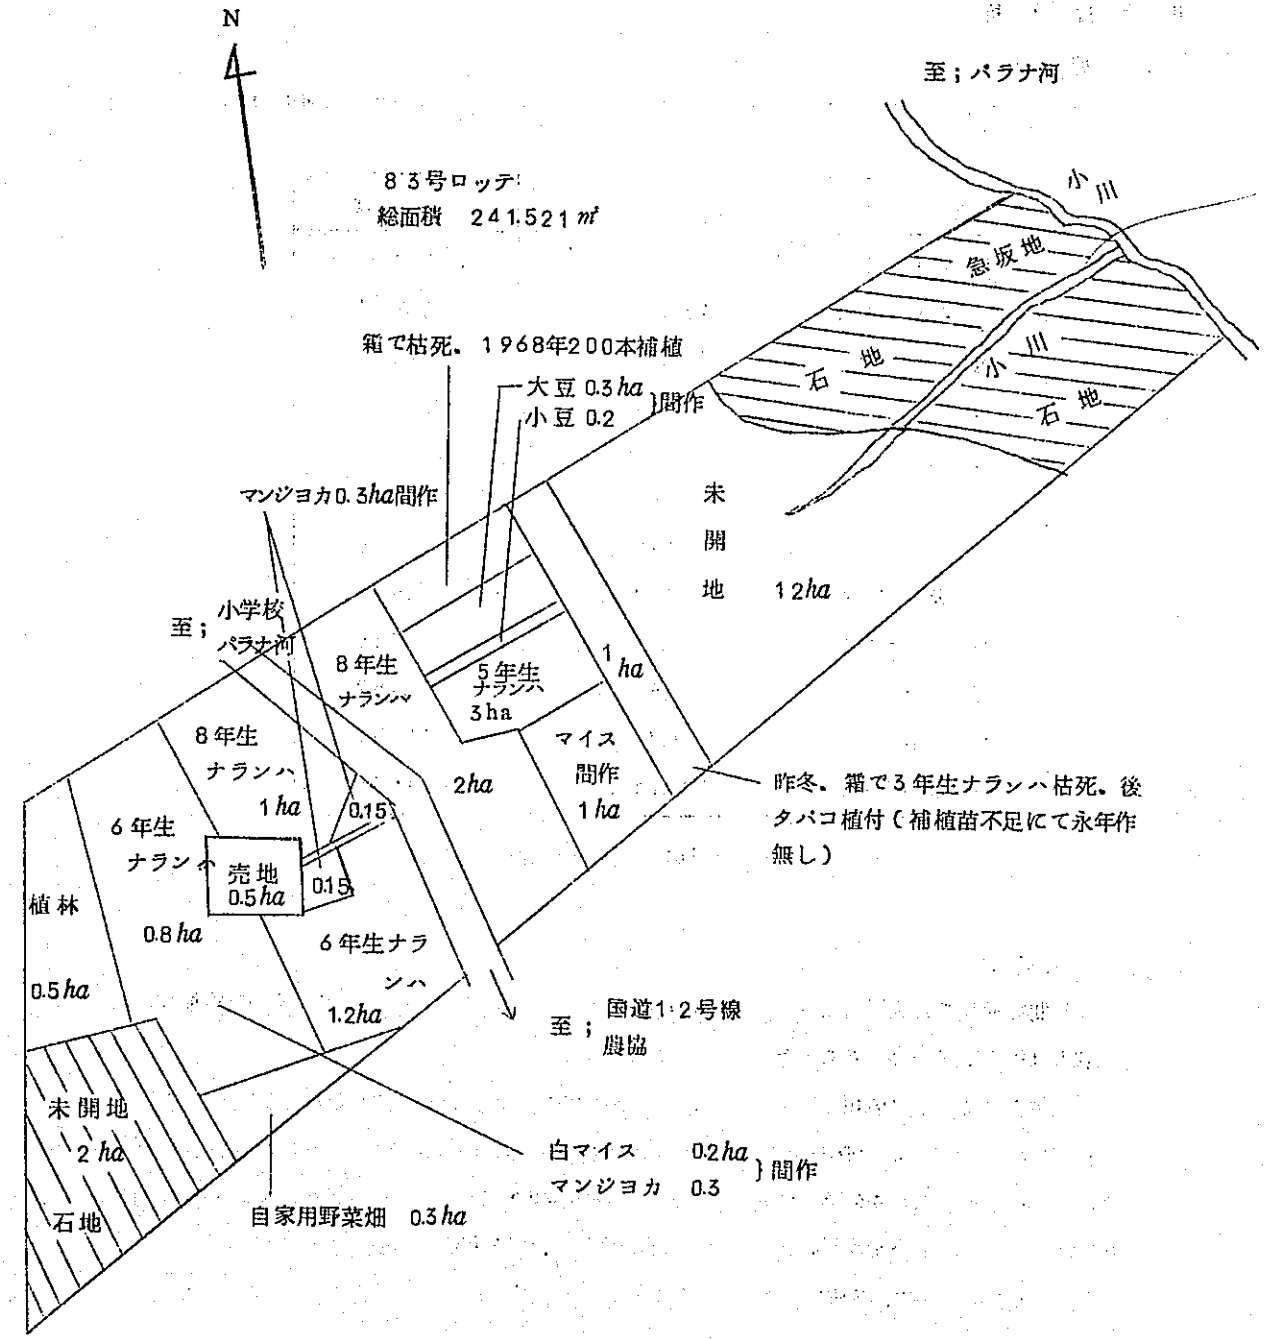 N
至；パラナ河
小川
83号ロッテ
総面積 241.521㎡
急坂地
箱で枯死. 1968年200本補植
大豆 0.3ha
小豆 0.2
}間作
石地
小川
石地
マンジヨカ0.3ha間作
未開地 12ha
至；
小学校
パラナ河
8年生
ナランハ
5年生
ナランハ
3ha
1ha
8年生
ナランハ
1ha
マイス
間作
1ha
2ha
昨冬. 箱で3年生ナランハ枯死. 後
タバコ植付(補植苗不足にて永年作
無し)
0.15
6年生
ナランハ
売地
0.5ha
0.15
植林
0.8ha
6年生ナラ
ンハ
0.5ha
1.2ha
至；
国道12号線
農協
未開地
2ha
白マイス 0.2ha
マンジヨカ 0.3
}間作
石地
自家用野菜畑 0.3ha